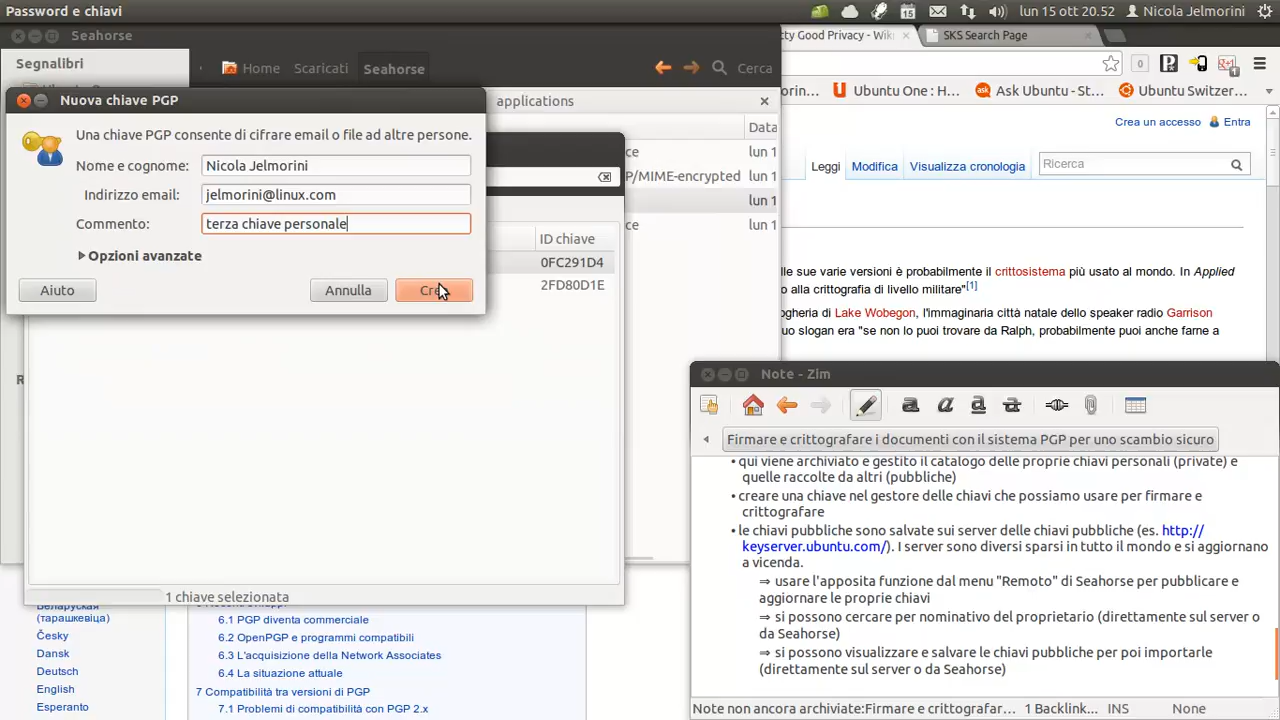 Password e chiavi
15
lun 15 ott 20.52
Nicola Jelmorini
Seahorse
tty Good Privacy - Wiki
SKS Search Page
Segnalibri
Home
Scaricati
Seahorse
Cerca
0
1
Ubuntu One : H...
Ask Ubuntu - St...
Ubuntu Switzer...
Nuova chiave PGP
applications
Data
Crea un accesso
Entra
Una chiave PGP consente di cifrare email o file ad altre persone.
Nome e cognome:
Nicola Jelmorini
Indirizzo email:
jelmorini@linux.com
Commento:
terza chiave personale
Opzioni avanzate
Aiuto
Annulla
lun 1
P/MIME-encrypted
lun 1
lun 1
lun 1
Leggi
Modifica
Visualizza cronologia
Ricerca
ID chiave
0FC291D4
2FD80D1E
lle sue varie versioni è probabilmente il crittosistema più usato al mondo. In Applied
o alla crittografia di livello militare"[1]
ogheria di Lake Wobegon, l'immaginaria città natale dello speaker radio Garrison
uo slogan era "se non lo puoi trovare da Ralph, probabilmente puoi anche farne a
1 chiave selezionata
Беларуская
(тарашкевіца)
Česky
Dansk
Deutsch
English
Esperanto
6.1 PGP diventa commerciale
6.2 OpenPGP e programmi compatibili
6.3 L'acquisizione della Network Associates
6.4 La situazione attuale
7 Compatibilità tra versioni di PGP
7.1 Problemi di compatibilità con PGP 2.x
Note - Zim
Firmare e crittografare i documenti con il sistema PGP per uno scambio sicuro
• qui viene archiviato e gestito il catalogo delle proprie chiavi personali (private) e
quelle raccolte da altri (pubbliche)
• creare una chiave nel gestore delle chiavi che possiamo usare per firmare e
crittografare
• le chiavi pubbliche sono salvate sui server delle chiavi pubbliche (es. http://
keyserver.ubuntu.com/). I server sono diversi sparsi in tutto il mondo e si aggiornano
a vicenda.
⇒ usare l'apposita funzione dal menu "Remoto" di Seahorse per pubblicare e
aggiornare le proprie chiavi
⇒ si possono cercare per nominativo del proprietario (direttamente sul server o
da Seahorse)
⇒ si possono visualizzare e salvare le chiavi pubbliche per poi importarle
(direttamente sul server o da Seahorse)
Note non ancora archiviate:Firmare e crittografar...
1 Backlink...
INS
None